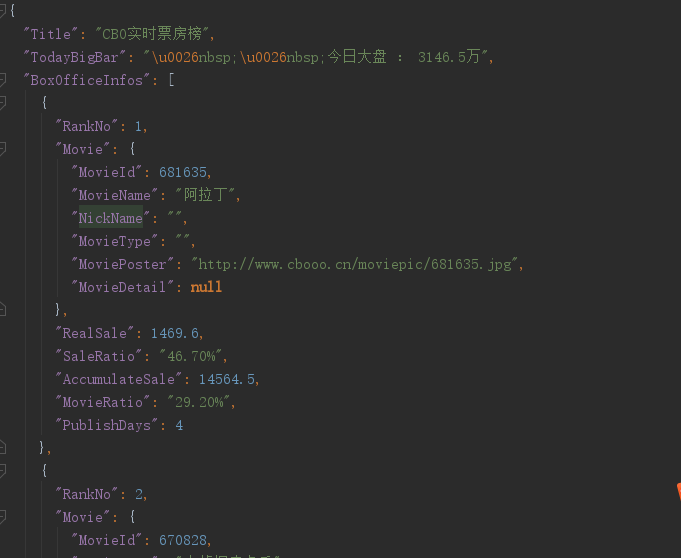 {
"Title": "CBO实时票房榜",
"TodayBigBar": "\u0026nbsp;\u0026nbsp;今日大盘 ： 3146.5万",
"BoxOfficeInfos": [
{
"RankNo": 1,
"Movie": {
"MovieId": 681635,
"MovieName": "阿拉丁",
"NickName": "",
"MovieType": "",
"MoviePoster": "http://www.cbooo.cn/moviepic/681635.jpg",
"MovieDetail": null
},
"RealSale": 1469.6,
"SaleRatio": "46.70%",
"AccumulateSale": 14564.5,
"MovieRatio": "29.20%",
"PublishDays": 4
},
{
"RankNo": 2,
"Movie": {
"MovieId": 670828,